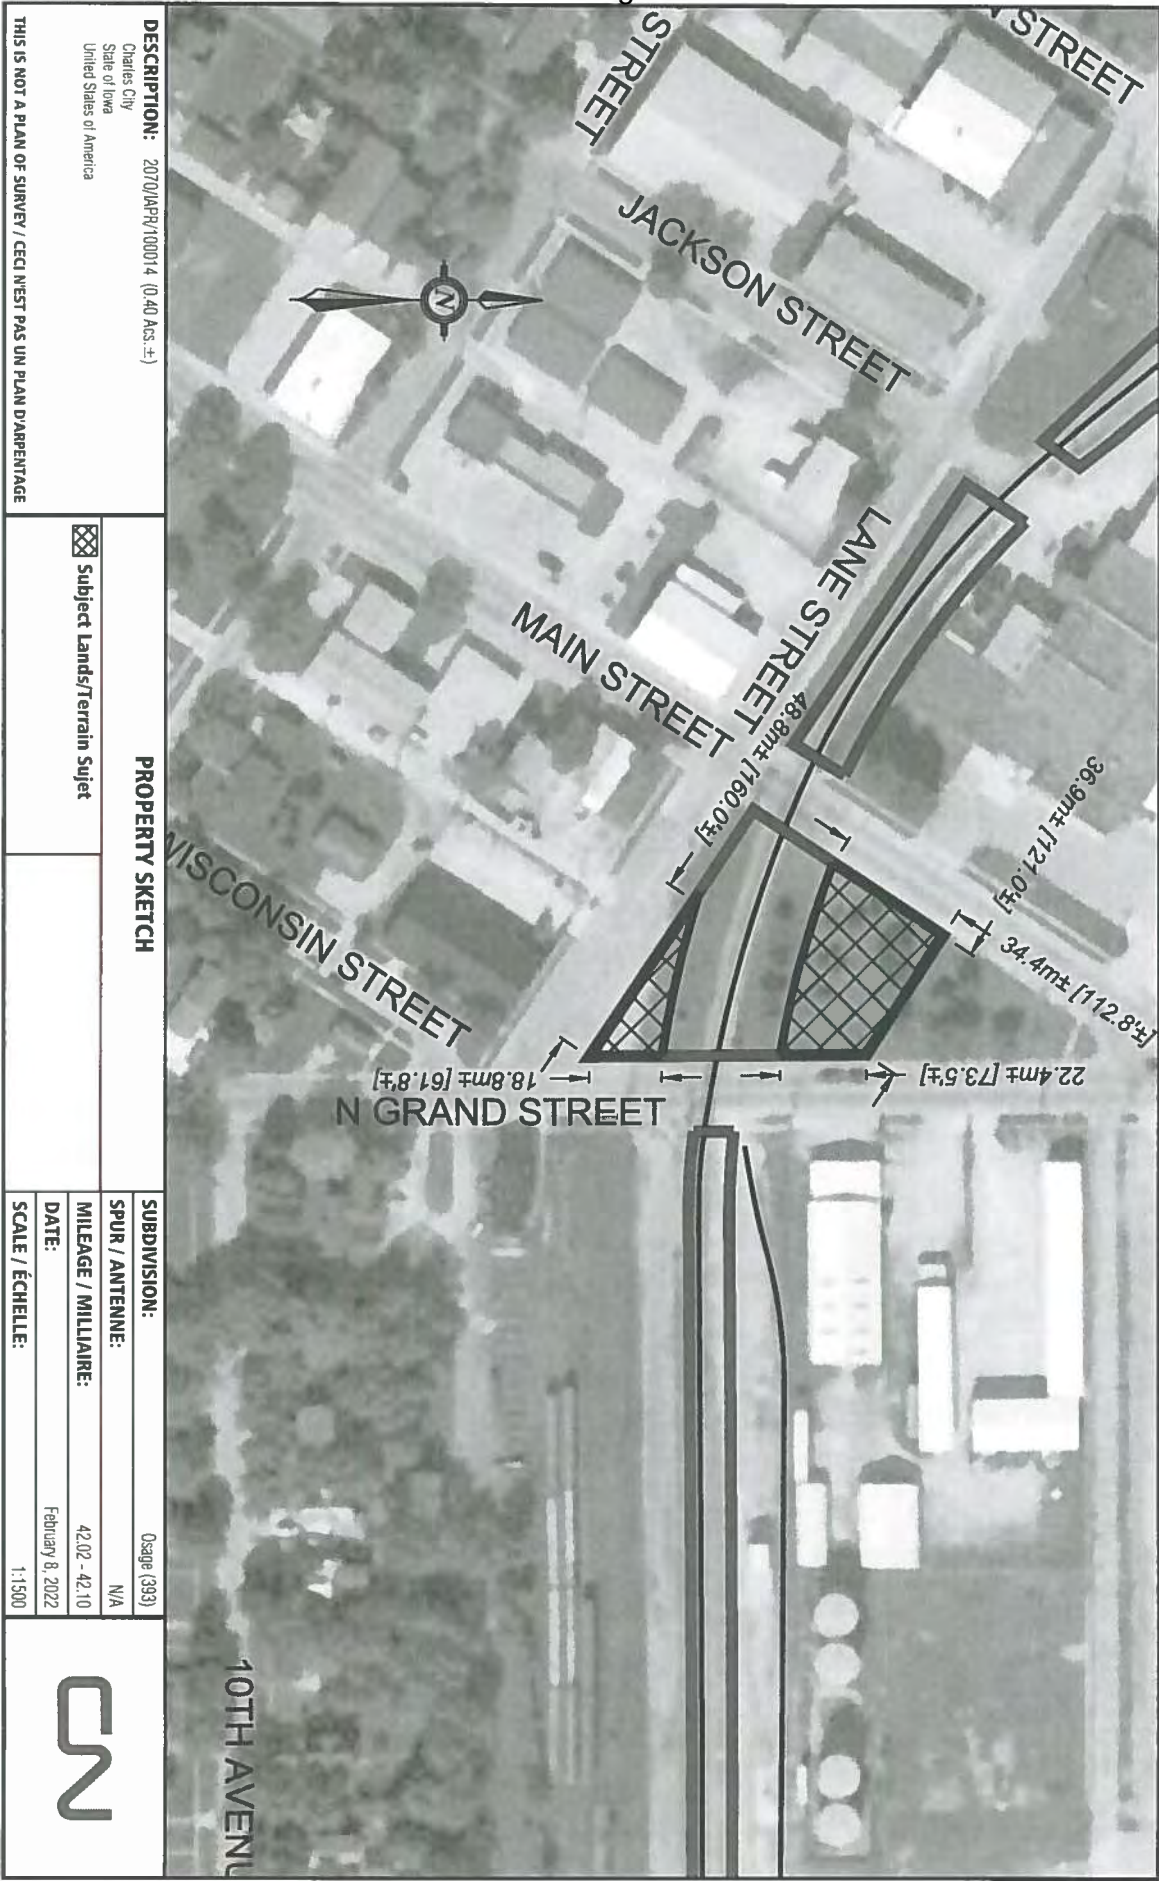 N STREET
STREET
JACKSON STREET
LANE STREET
MAIN STREET
WISCONSIN STREET
N GRAND STREET
10TH AVENU
N
48.8m± [160.0'±]
36.9m± [121.0'±]
34.4m± [112.8'±]
22.4m± [73.5'±]
18.8m± [61.8'±]
DESCRIPTION: 2070/IAPR/100014 (0.40 Acs.±)
Charles City
State of Iowa
United States of America
THIS IS NOT A PLAN OF SURVEY / CECI N'EST PAS UN PLAN D'ARPENTAGE
PROPERTY SKETCH
Subject Lands/Terrain Sujet
SUBDIVISION: Osage (393)
SPUR / ANTENNE: N/A
MILEAGE / MILLIAIRE: 42.02 - 42.10
DATE: February 8, 2022
SCALE / ÉCHELLE: 1:1500
CN